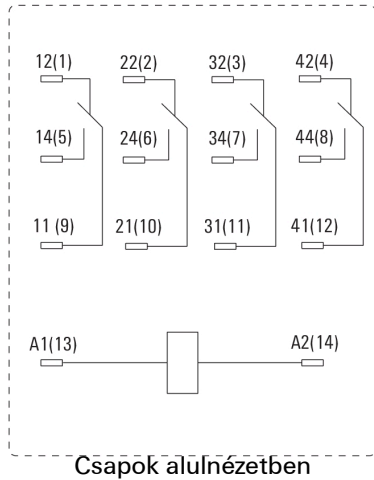 12(1) 22(2) 32(3) 42(4)
14(5) 24(6) 34(7) 44(8)
11 (9) 21(10) 31(11) 41(12)
A1(13) A2(14)
Csapok alulnézetben